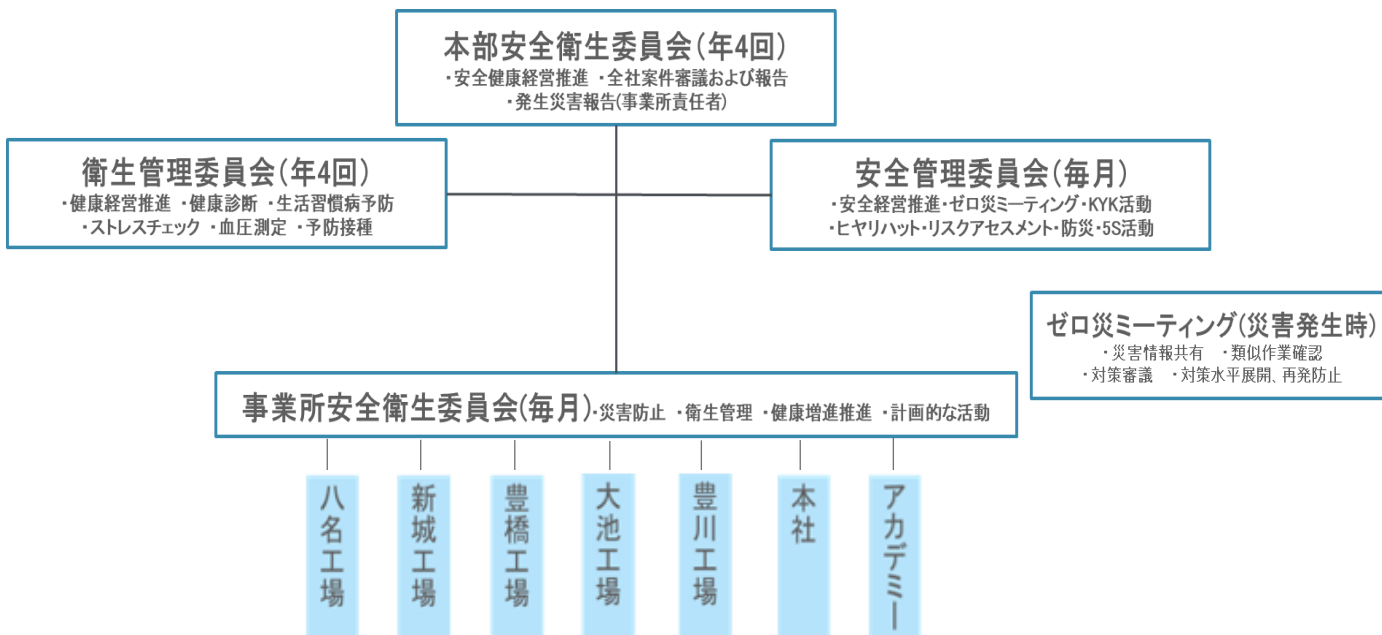 本部安全衛生委員会(年4回)
・安全健康経営推進 ・全社案件審議および報告
・発生災害報告(事業所責任者)
衛生管理委員会(年4回)
・健康経営推進 ・健康診断 ・生活習慣病予防
・ストレスチェック ・血圧測定 ・予防接種
安全管理委員会(毎月)
・安全経営推進・ゼロ災ミーティング・KYK活動
・ヒヤリハット・リスクアセスメント・防災・5S活動
ゼロ災ミーティング(災害発生時)
・災害情報共有 ・類似作業確認
・対策審議 ・対策水平展開、再発防止
事業所安全衛生委員会(毎月)・災害防止 ・衛生管理 ・健康増進推進 ・計画的な活動
八名工場
新城工場
豊橋工場
大池工場
豊川工場
本社
アカデミー